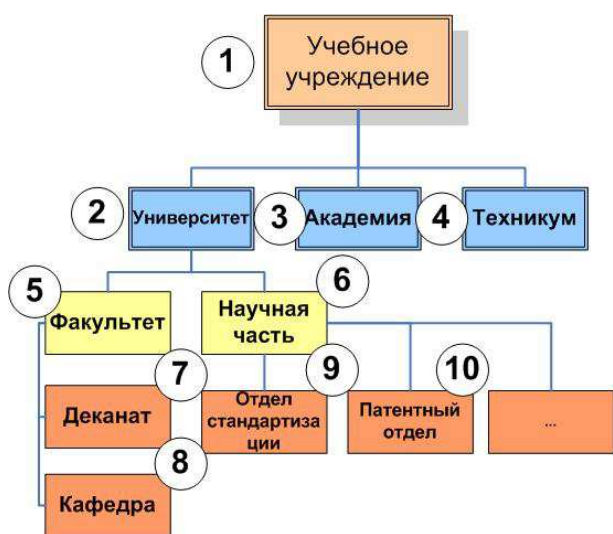 1
Учебное
учреждение
2
Университет
3
Академия
4
Техникум
5
Факультет
6
Научная
часть
7
Деканат
9
Отдел
стандартиза
ции
10
Патентный
отдел
...
8
Кафедра